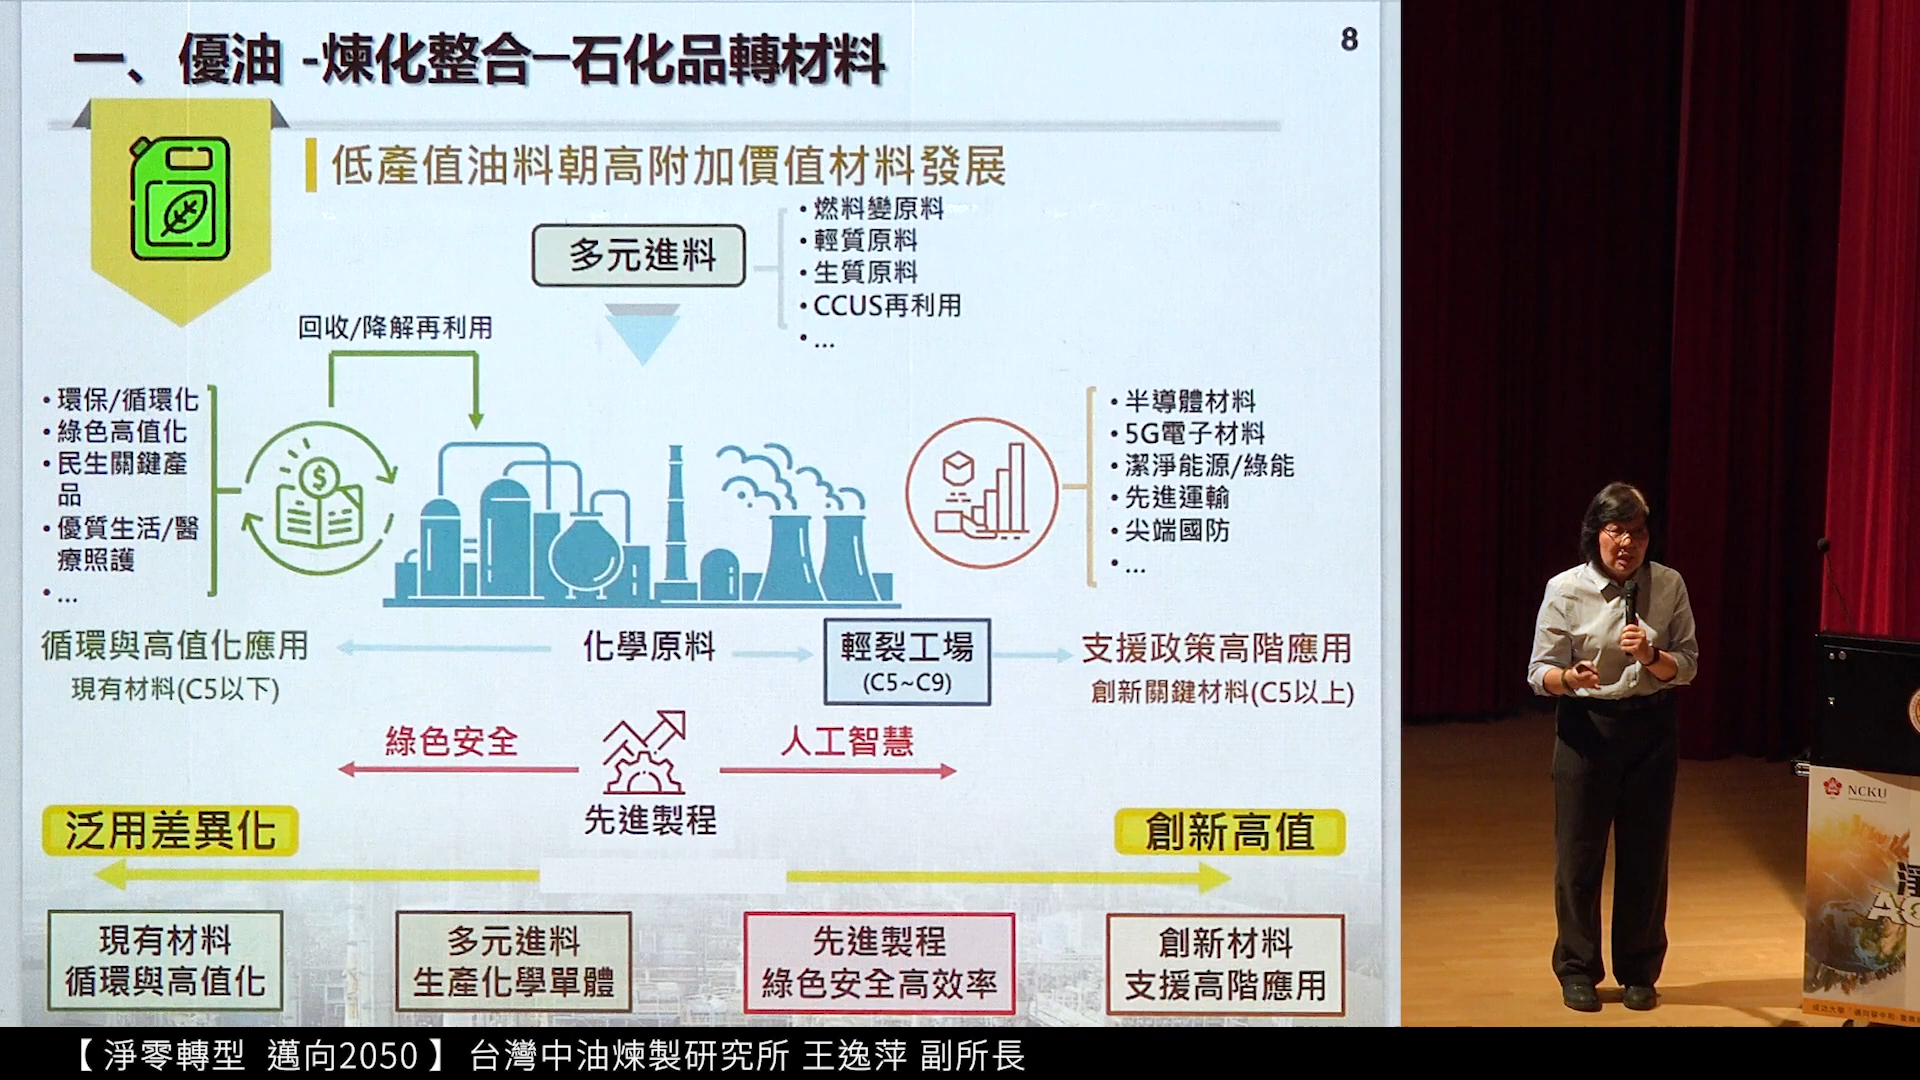 一、優油 -煉化整合─石化品轉材料
8
低產值油料朝高附加價值材料發展
多元進料
•燃料變原料
•輕質原料
•生質原料
•CCUS再利用
•...
回收/降解再利用
•環保/循環化
•綠色高值化
•民生關鍵產
品
•優質生活/醫
療照護
•...
$
•半導體材料
•5G電子材料
•潔淨能源/綠能
•先進運輸
•尖端國防
•...
循環與高值化應用
現有材料(C5以下)
化學原料
輕裂工場
(C5~C9)
支援政策高階應用
創新關鍵材料(C5以上)
綠色安全
人工智慧
先進製程
泛用差異化
創新高值
現有材料
循環與高值化
多元進料
生產化學單體
先進製程
綠色安全高效率
創新材料
支援高階應用
NCKU
淨
【 淨零轉型 邁向2050 】 台灣中油煉製研究所 王逸萍 副所長